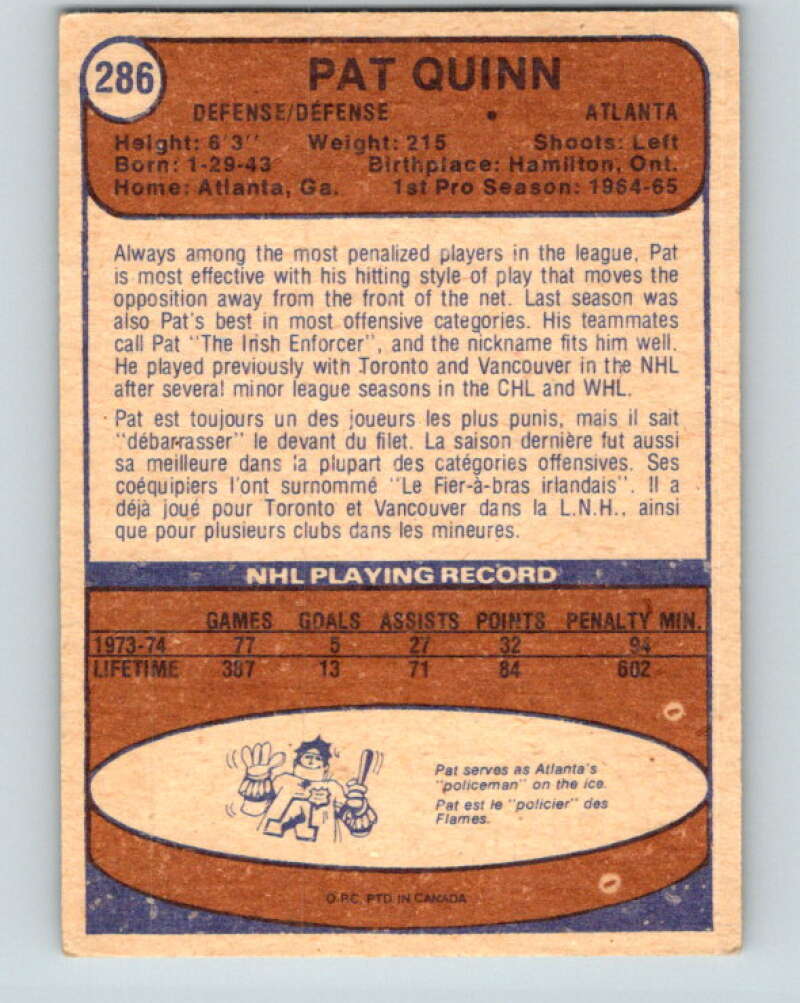 286
PAT QUINN
DEFENSE/DÉFENSE • ATLANTA
Height: 6'3" Weight: 215 Shoots: Left
Born: 1-29-43 Birthplace: Hamilton, Ont.
Home: Atlanta, Ga. 1st Pro Season: 1964-65
Always among the most penalized players in the league, Pat
is most effective with his hitting style of play that moves the
opposition away from the front of the net. Last season was
also Pat's best in most offensive categories. His teammates
call Pat "The Irish Enforcer", and the nickname fits him well.
He played previously with Toronto and Vancouver in the NHL
after several minor league seasons in the CHL and WHL.
Pat est toujours un des joueurs les plus punis, mais il sait
"débarrasser" le devant du filet. La saison dernière fut aussi
sa meilleure dans la plupart des catégories offensives. Ses
coéquipiers l'ont surnommé "Le Fier-à-bras irlandais". Il a
déjà joué pour Toronto et Vancouver dans la L.N.H., ainsi
que pour plusieurs clubs dans les mineures.
NHL PLAYING RECORD
GAMES GOALS ASSISTS POINTS PENALTY MIN.
1973-74 77 5 27 32 94
LIFETIME 387 13 71 84 602
Pat serves as Atlanta's
"policeman" on the ice.
Pat est le "policier" des
Flames.
O.P.C. PTD. IN CANADA